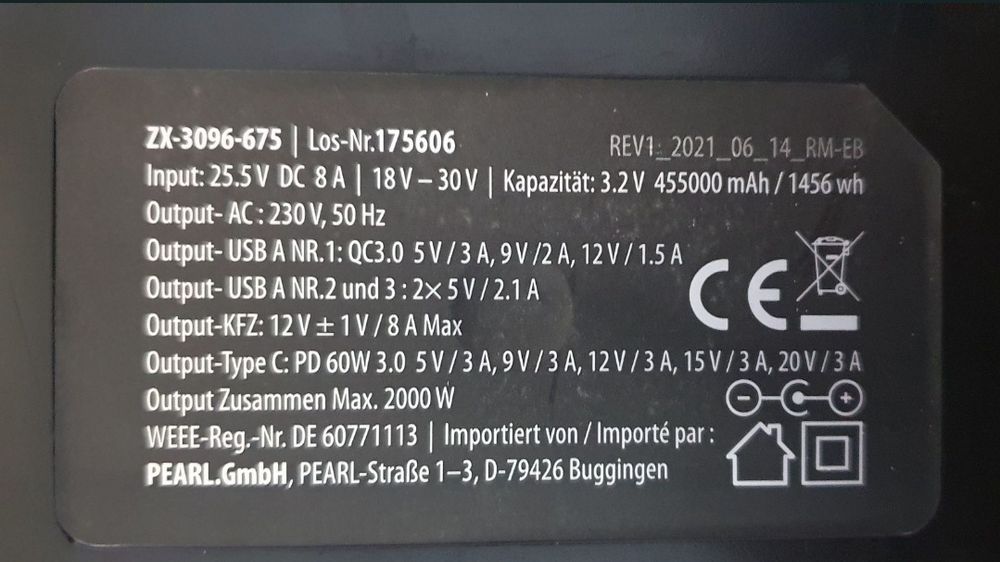 ZX-3096-675 | Los-Nr.175606
REV1_2021_06_14_RM-EB
Input: 25.5 V DC 8 A | 18 V – 30 V | Kapazität: 3.2 V 455000 mAh / 1456 wh
Output- AC : 230 V, 50 Hz
Output- USB A NR.1: QC3.0 5 V / 3 A, 9 V /2 A, 12 V / 1.5 A
Output- USB A NR.2 und 3 : 2× 5 V / 2.1 A
Output-KFZ: 12 V ± 1 V / 8 A Max
Output-Type C: PD 60W 3.0 5 V / 3 A, 9 V / 3 A, 12 V / 3 A, 15 V / 3 A, 20 V / 3 A
Output Zusammen Max. 2000 W
WEEE-Reg.-Nr. DE 60771113 | Importiert von / Importé par :
PEARL.GmbH, PEARL-Straße 1–3, D-79426 Buggingen
CE